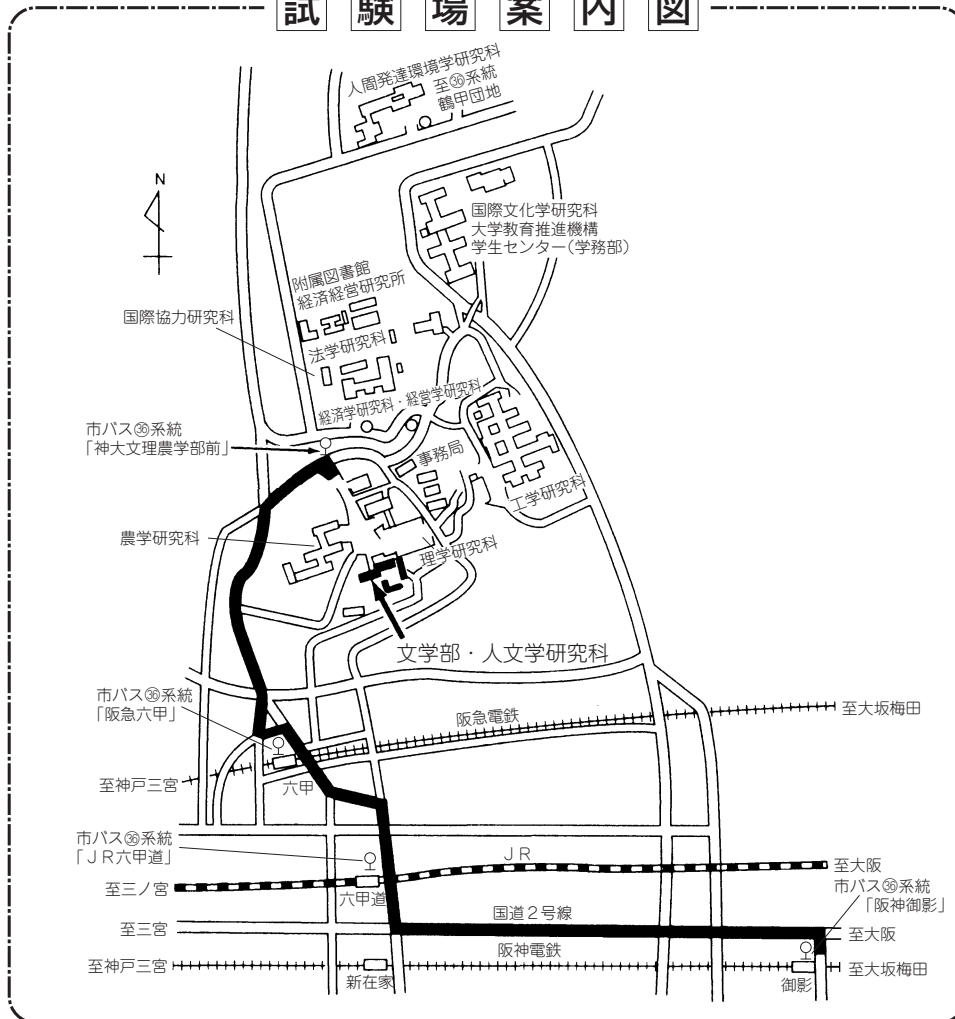 試験場案内図
人間発達環境学研究科
至㊱系統
鶴甲団地
N
国際文化学研究科
大学教育推進機構
学生センター(学務部)
附属図書館
経済経営研究所
国際協力研究科
法学研究科
経済学研究科・経営学研究科
市バス㊱系統
「神大文理農学部前」
事務局
工学研究科
農学研究科
理学研究科
文学部・人文学研究科
市バス㊱系統
「阪急六甲」
阪急電鉄
至大坂梅田
至神戸三宮
六甲
市バス㊱系統
「JR六甲道」
JR
至大阪
至三ノ宮
六甲道
市バス㊱系統
「阪神御影」
国道2号線
至三宮
至大阪
阪神電鉄
至神戸三宮
至大坂梅田
新在家
御影